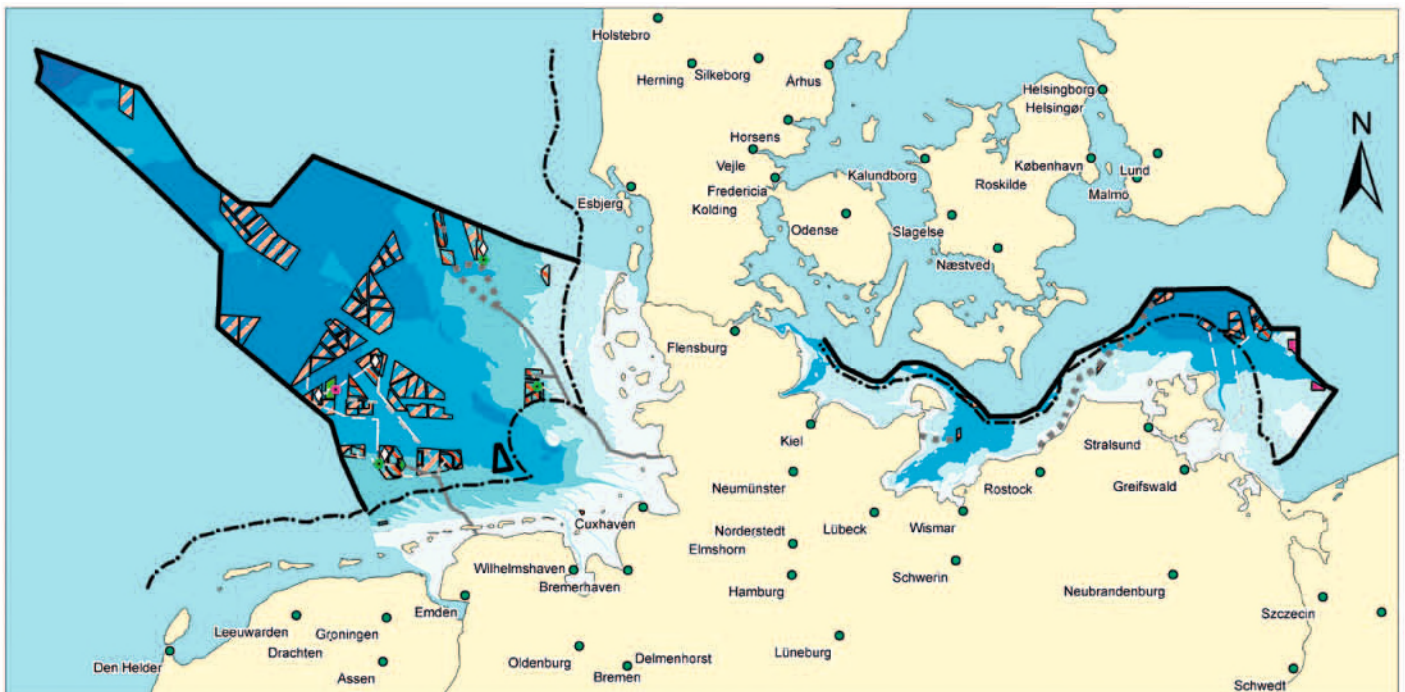 Holstebro
Herning
Silkeborg
Århus
Helsingborg
Helsingør
N
Horsens
Vejle
Fredericia
Kolding
Kalundborg
København
Lund
Malmö
Roskilde
Esbjerg
Odense
Slagelse
Næstved
Flensburg
Kiel
Stralsund
Neumünster
Rostock
Greifswald
Cuxhaven
Lübeck
Wismar
Norderstedt
Elmshorn
Wilhelmshaven
Bremerhaven
Hamburg
Schwerin
Neubrandenburg
Emden
Szczecin
Leeuwarden
Groningen
Drachten
Den Helder
Assen
Oldenburg
Delmenhorst
Bremen
Lüneburg
Schwedt